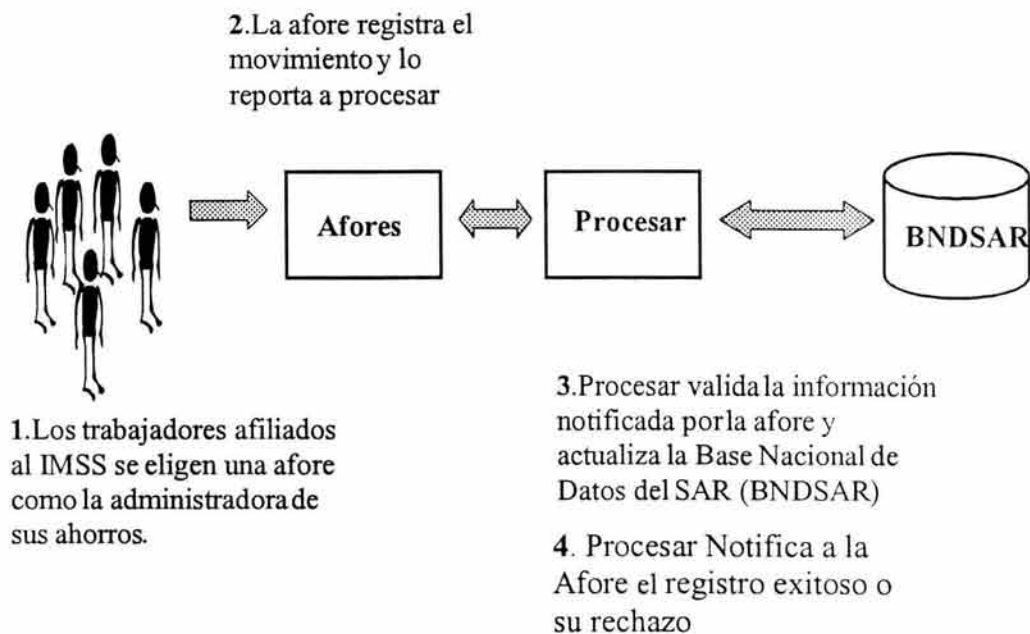 2.La afore registra el
movimiento y lo
reporta a procesar
Afores
Procesar
BNDSAR
1.Los trabajadores afiliados
al IMSS se eligen una afore
como la administradora de
sus ahorros.
3.Procesar valida la información
notificada por la afore y
actualiza la Base Nacional de
Datos del SAR (BNDSAR)
4. Procesar Notifica a la
Afore el registro exitoso o
su rechazo